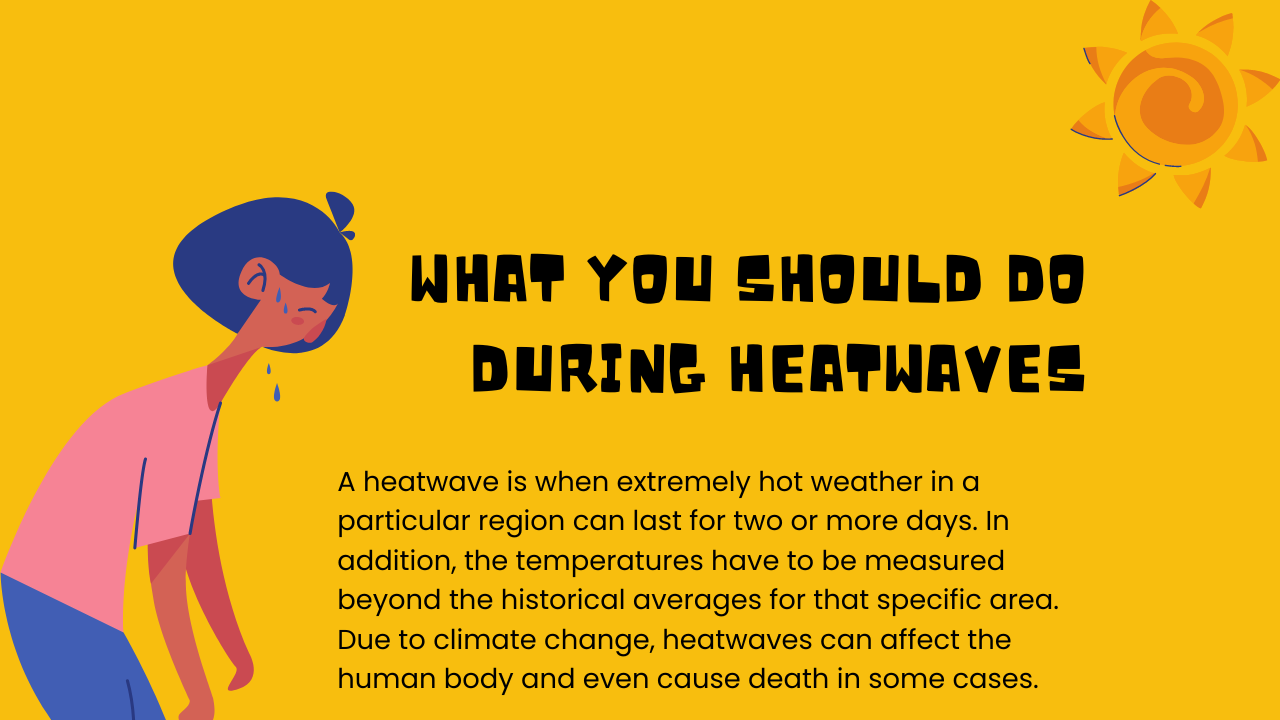 WHAT YOU SHOULD DO
DURING HEATWAVES
A heatwave is when extremely hot weather in a
particular region can last for two or more days. In
addition, the temperatures have to be measured
beyond the historical averages for that specific area.
Due to climate change, heatwaves can affect the
human body and even cause death in some cases.